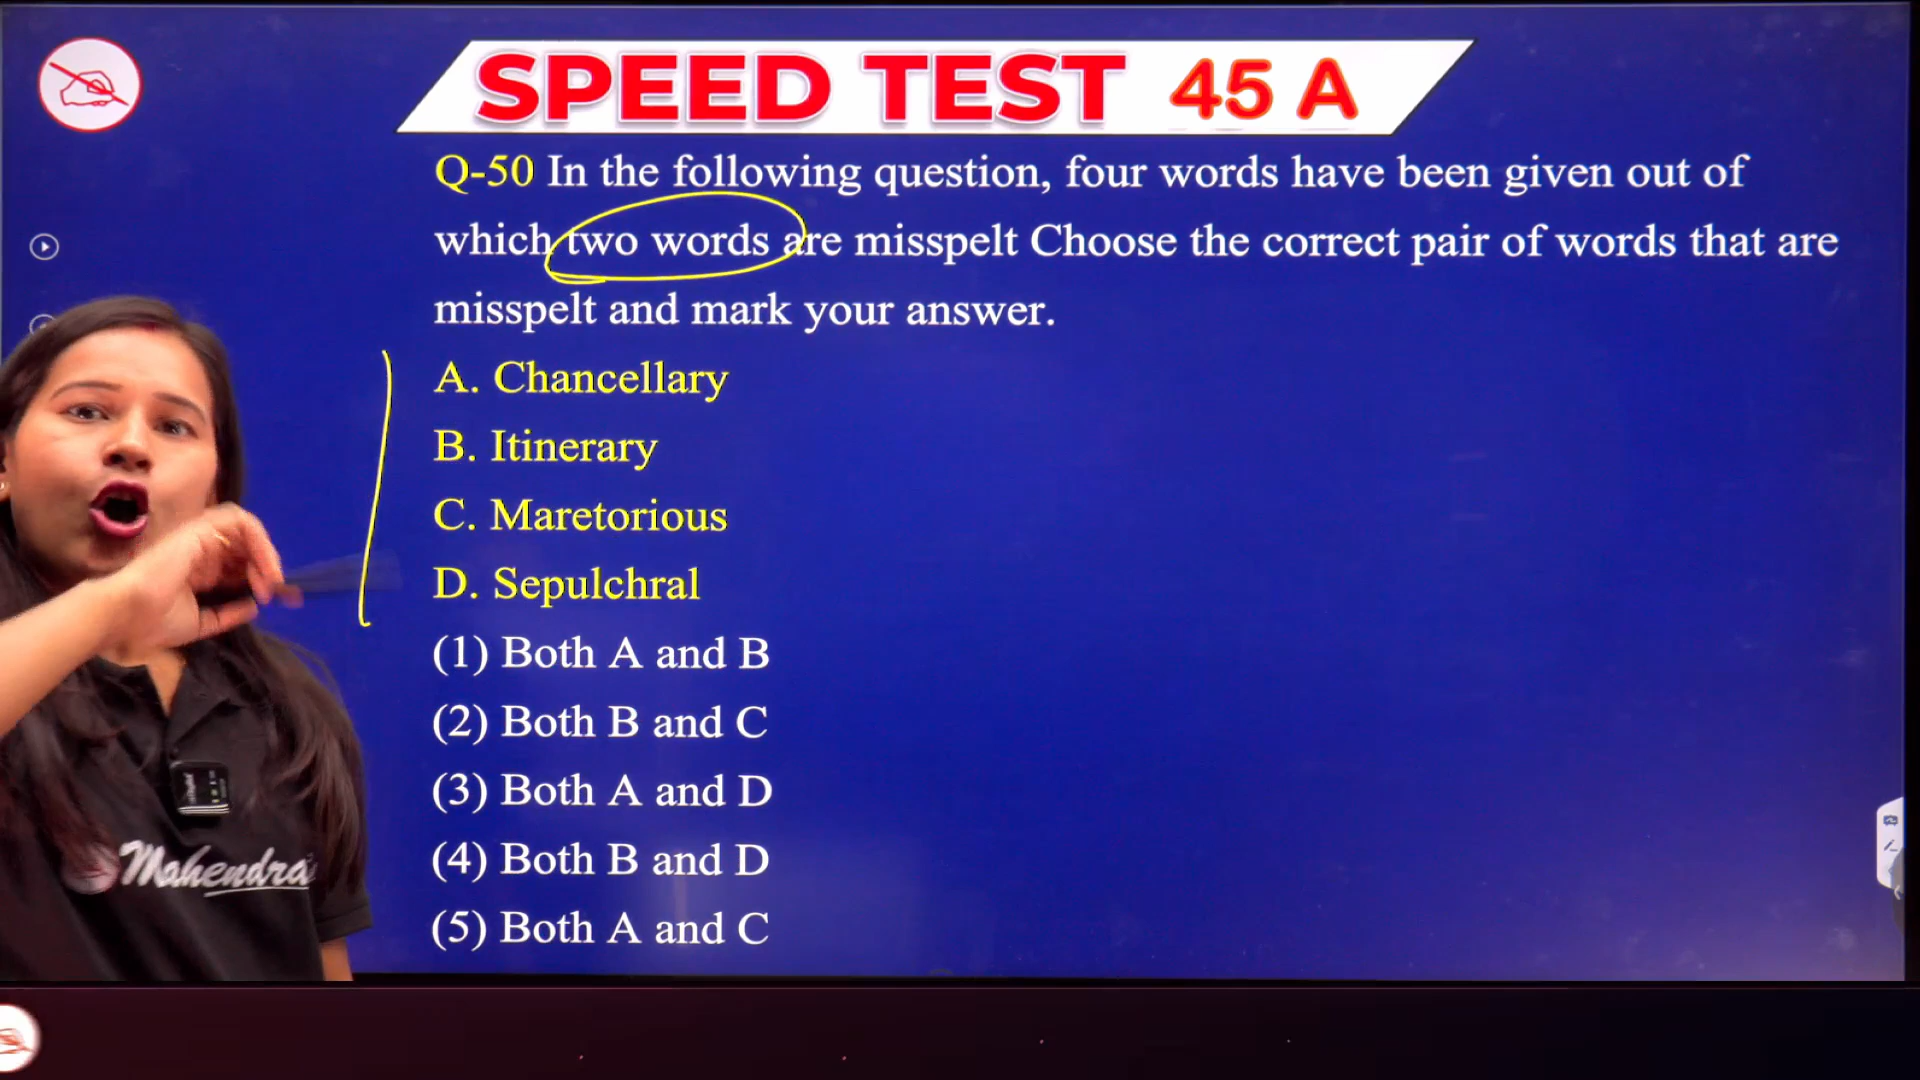 SPEED TEST 45 A
Q-50 In the following question, four words have been given out of
which two words are misspelt Choose the correct pair of words that are
misspelt and mark your answer.
A. Chancellary
B. Itinerary
C. Maretorious
D. Sepulchral
(1) Both A and B
(2) Both B and C
(3) Both A and D
(4) Both B and D
(5) Both A and C
Mahendra's